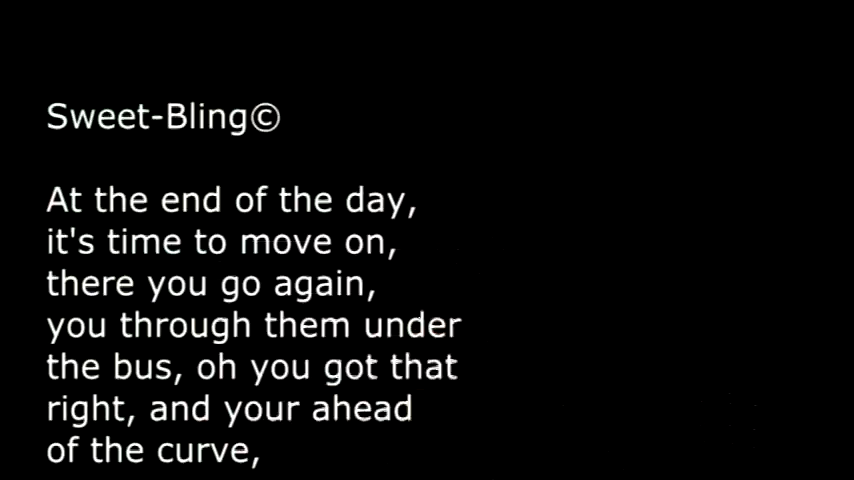 Sweet-Bling©
At the end of the day,
it's time to move on,
there you go again,
you through them under
the bus, oh you got that
right, and your ahead
of the curve,